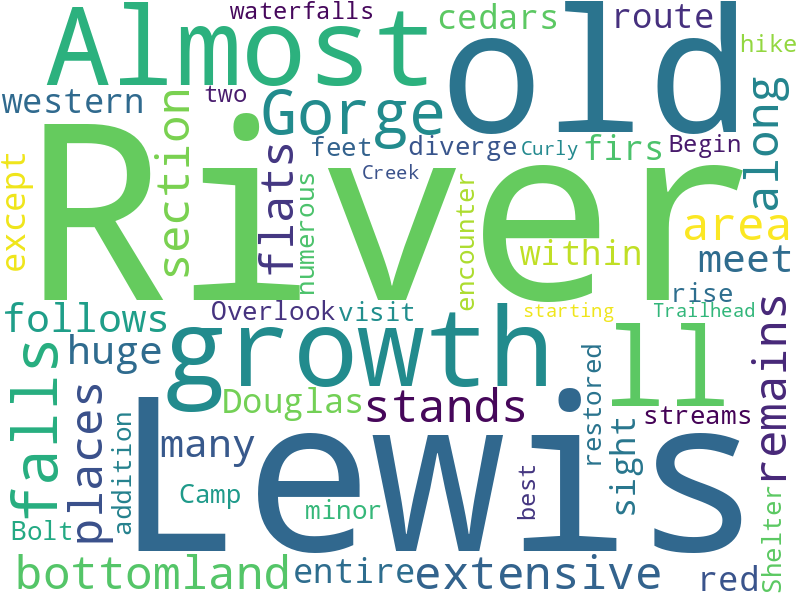 waterfalls
cedars
route
Almost
old
hike
western
two
section
Gorge
along
feet
diverge
Curly
firs
Begin
River
except
flats
numerous
Creek
encounter
within
area
meet
rise
follows
Overlook
visit
starting
Trailhead
falls
huge
growth
ll
remains
places
Douglas
stands
restored
sight
streams
Lewis
many
addition
Camp
minor
best
Bolt
Shelter
bottomland
entire
extensive
red